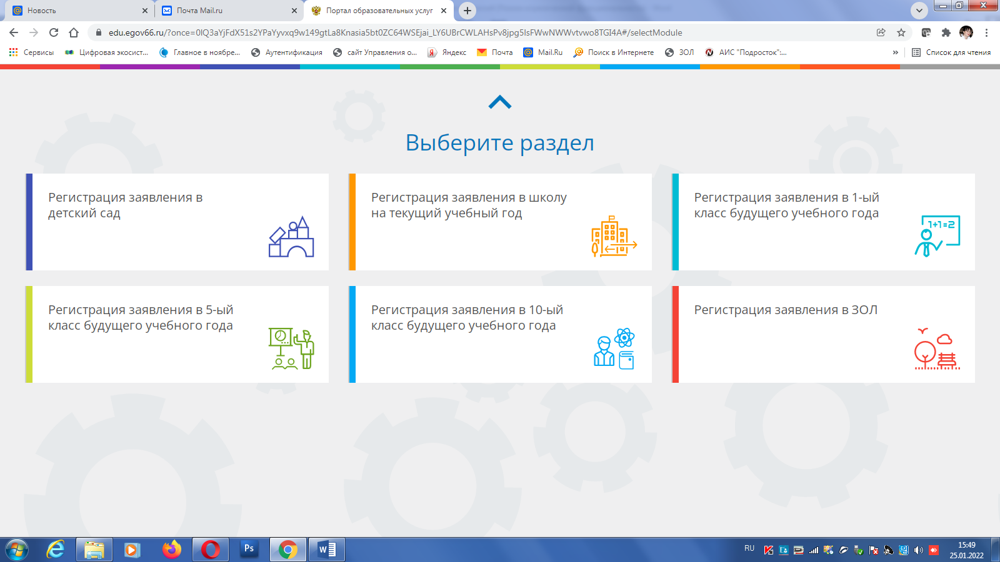 Новость
Почта Mail.ru
Портал образовательных услуг
edu.egov66.ru/?once=0IQ3aYjFdX51s2YPaYyvxq9w149gtLa8Knasia5bt0ZC64WSEjai_LY6UBrCWLAHsPv8jpg5lsFWwNWWvtvwo8TGI4A#/selectModule
Сервисы
Цифровая экосист...
Главное в ноябре...
Аутентификация
сайт Управления о...
Яндекс
Почта
Mail.Ru
Поиск в Интернете
ЗОЛ
АИС "Подросток":...
»
Список для чтения
Выберите раздел
Регистрация заявления в
детский сад
Регистрация заявления в школу
на текущий учебный год
Регистрация заявления в 1-ый
класс будущего учебного года
1+1=2
Регистрация заявления в 5-ый
класс будущего учебного года
Регистрация заявления в 10-ый
класс будущего учебного года
Регистрация заявления в ЗОЛ
Ps
W
RU
15:49
25.01.2022